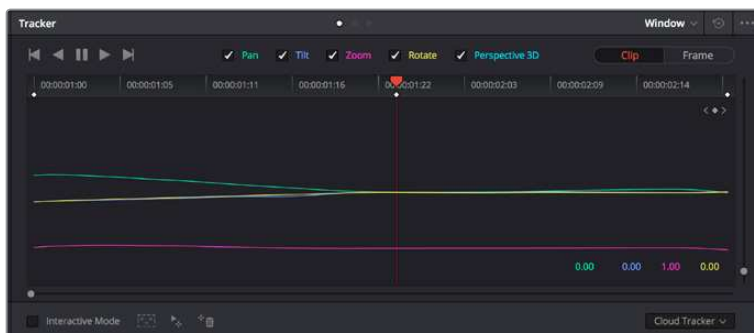 Tracker
Window
Pan Tilt Zoom Rotate Perspective 3D Clip Frame
00:00:01:00 00:00:01:05 00:00:01:11 00:00:01:16 00:00:01:22 00:00:02:03 00:00:02:09 00:00:02:14
0.00 0.00 1.00 0.00
Interactive Mode Cloud Tracker